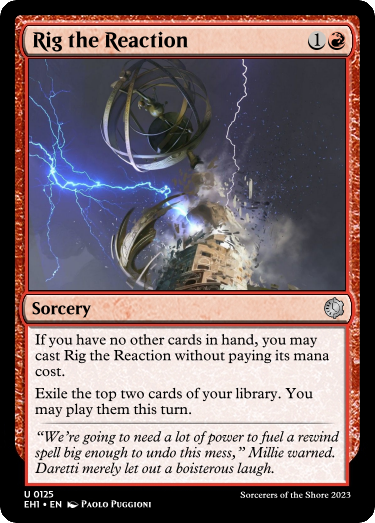 Rig the Reaction 1
Sorcery
If you have no other cards in hand, you may
cast Rig the Reaction without paying its mana
cost.
Exile the top two cards of your library. You
may play them this turn.
“We’re going to need a lot of power to fuel a rewind
spell big enough to undo this mess,” Millie warned.
Daretti merely let out a boisterous laugh.
U 0125
EH1 • EN Paolo Puggioni
Sorcerers of the Shore 2023